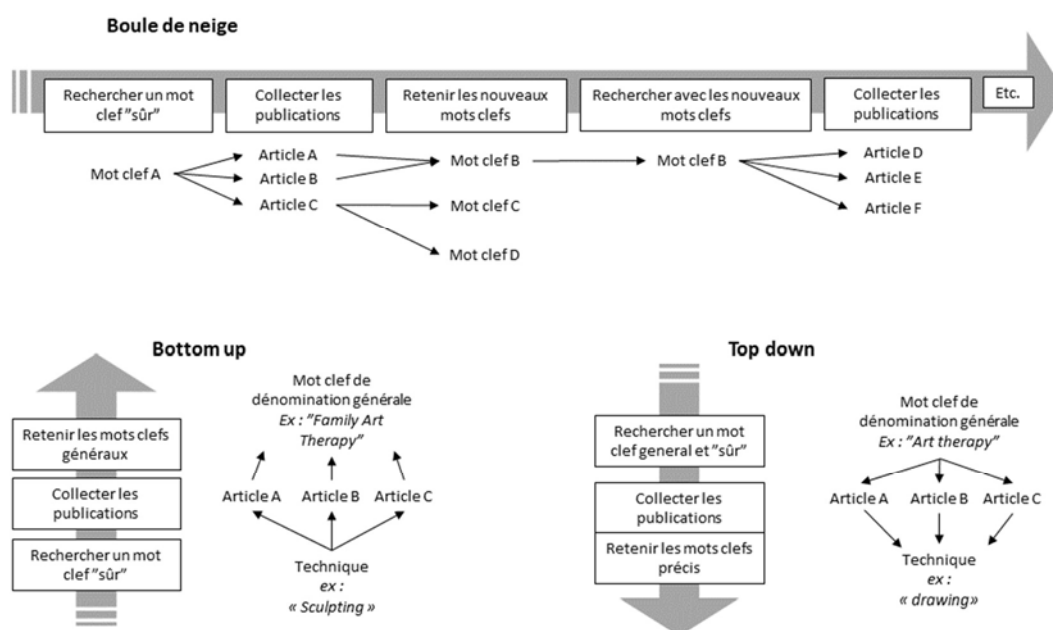 Boule de neige
Rechercher un mot
clef "sûr"
Collecter les
publications
Retenir les nouveaux
mots clefs
Rechercher avec les nouveaux
mots clefs
Collecter les
publications
Etc.
Mot clef A
Article A
Article B
Article C
Mot clef B
Mot clef C
Mot clef D
Mot clef B
Article D
Article E
Article F
Bottom up
Retenir les mots clefs
généraux
Collecter les
publications
Rechercher un mot
clef "sûr"
Mot clef de
dénomination générale
Ex : "Family Art
Therapy"
Article A
Article B
Article C
Technique
ex :
« Sculpting »
Top down
Rechercher un mot
clef general et "sûr"
Collecter les
publications
Retenir les mots clefs
précis
Mot clef de
dénomination générale
Ex : "Art therapy"
Article A
Article B
Article C
Technique
ex :
« drawing»